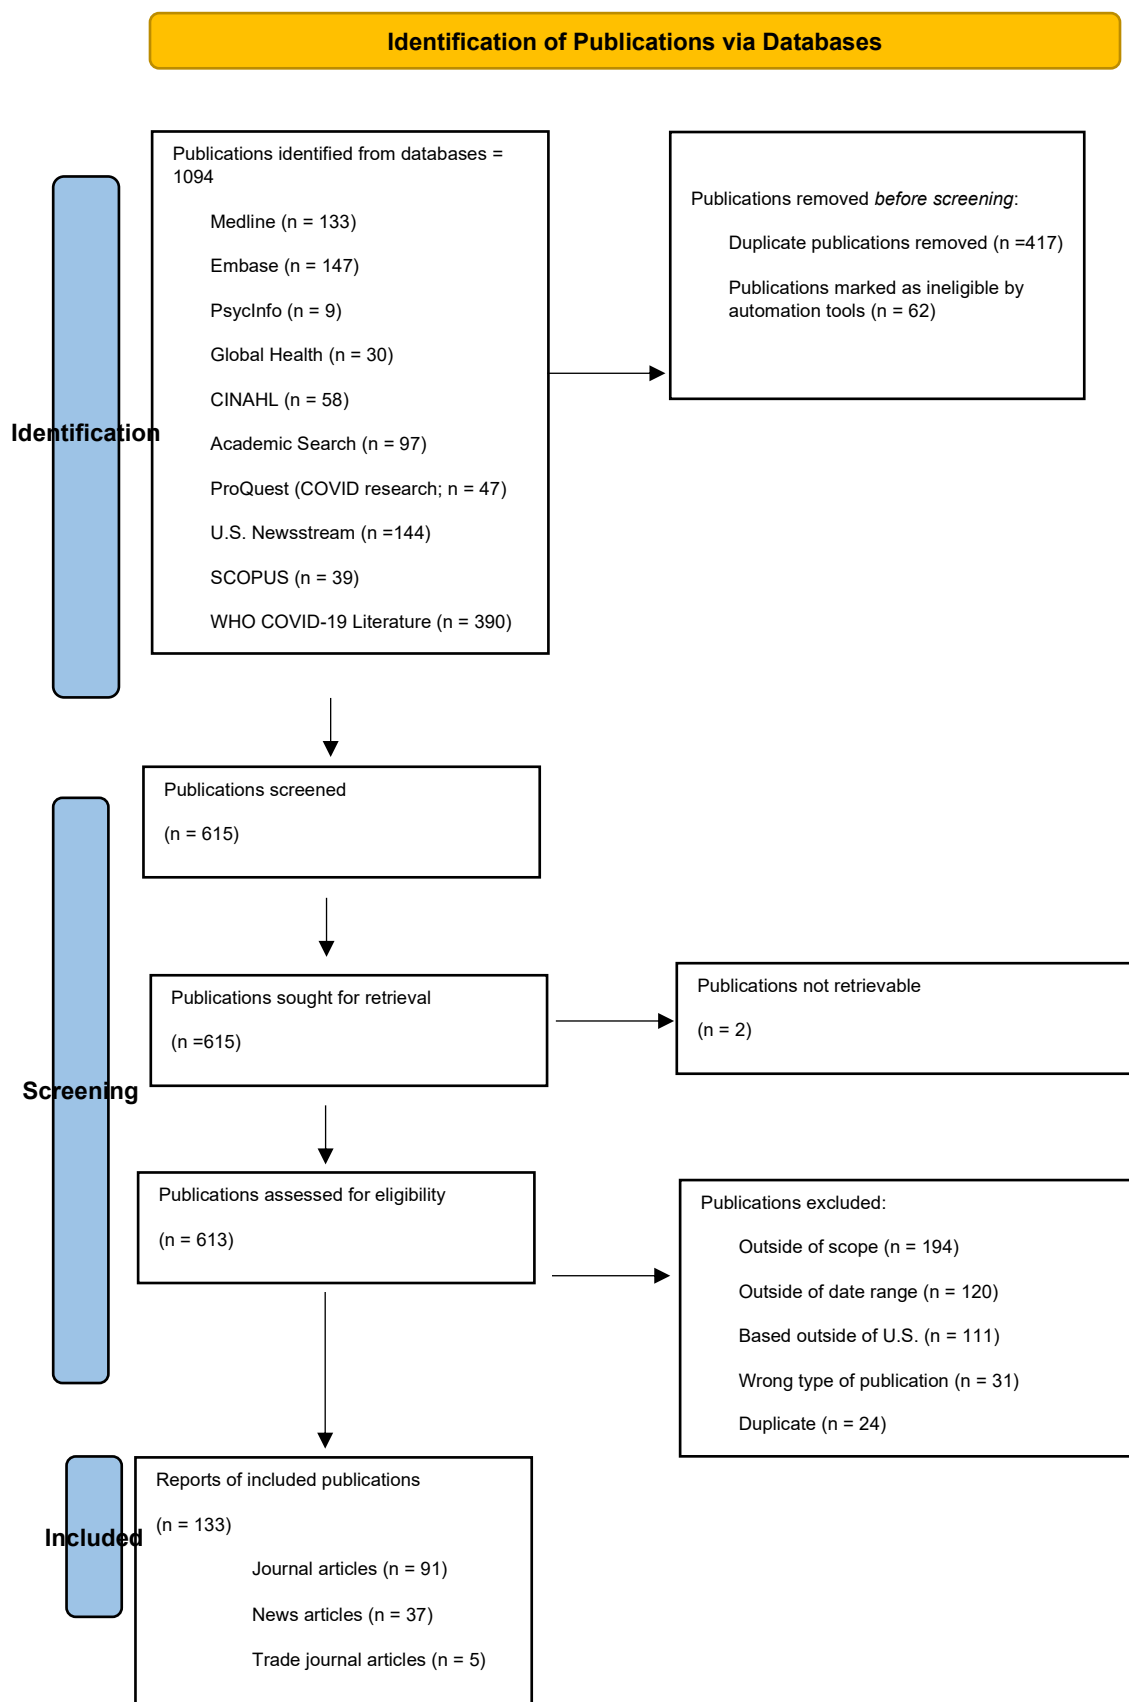 Identification of Publications via Databases
Publications identified from databases =
1094
Medline (n = 133)
Embase (n = 147)
PsycInfo (n = 9)
Global Health (n = 30)
CINAHL (n = 58)
Academic Search (n = 97)
ProQuest (COVID research; n = 47)
U.S. Newsstream (n =144)
SCOPUS (n = 39)
WHO COVID-19 Literature (n = 390)
Publications removed before screening:
Duplicate publications removed (n =417)
Publications marked as ineligible by
automation tools (n = 62)
Identification
Publications screened
(n = 615)
Publications sought for retrieval
(n =615)
Publications not retrievable
(n = 2)
Screening
Publications assessed for eligibility
(n = 613)
Publications excluded:
Outside of scope (n = 194)
Outside of date range (n = 120)
Based outside of U.S. (n = 111)
Wrong type of publication (n = 31)
Duplicate (n = 24)
Included
Reports of included publications
(n = 133)
Journal articles (n = 91)
News articles (n = 37)
Trade journal articles (n = 5)